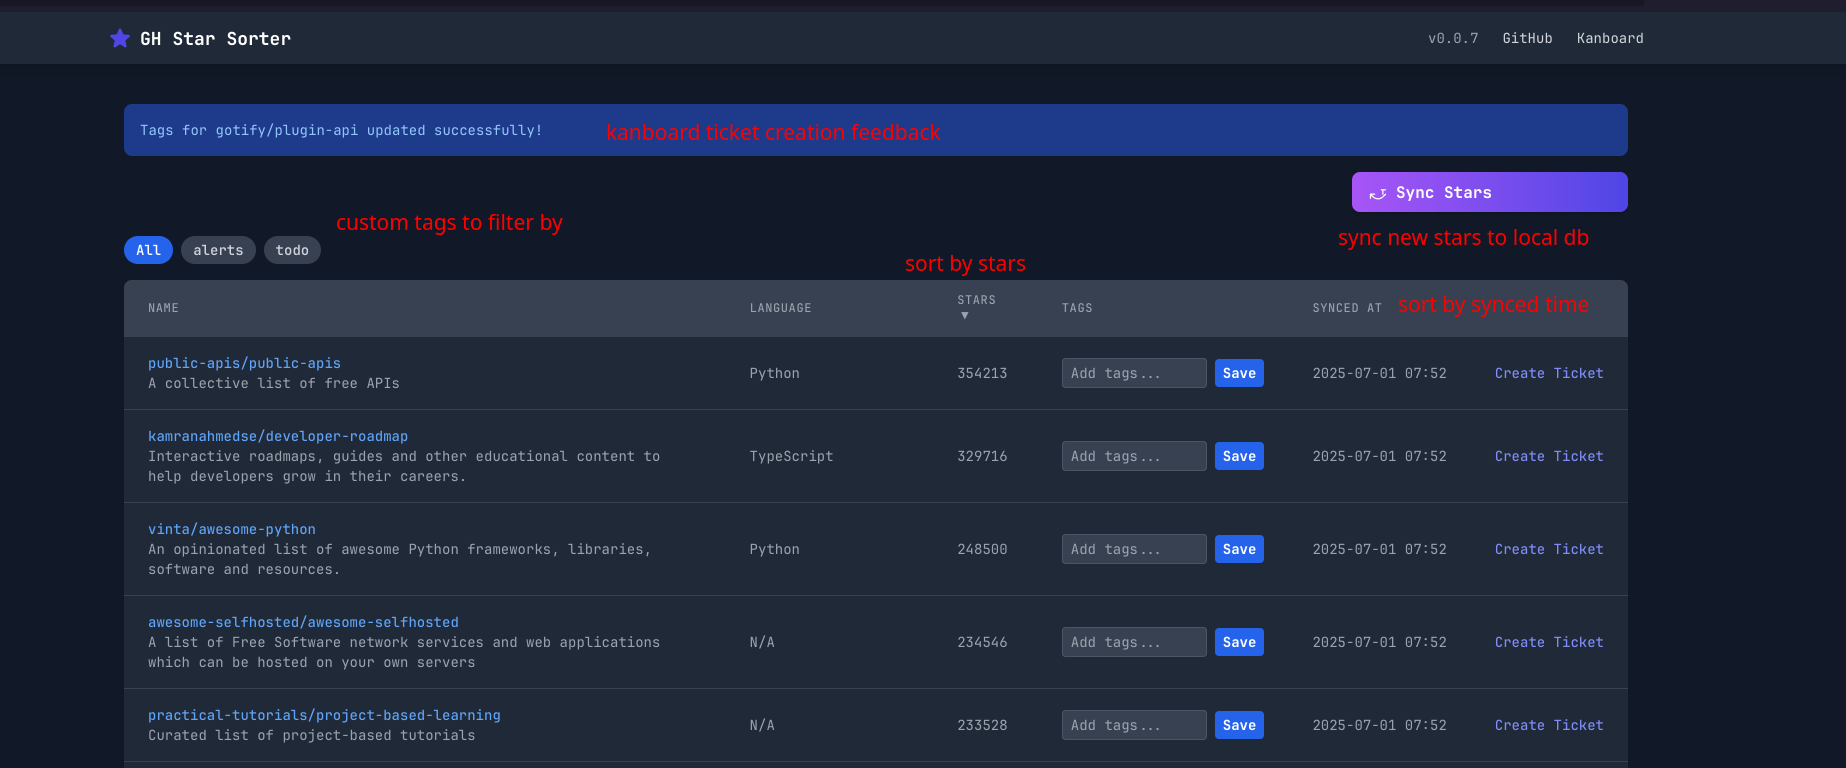 GH Star Sorter
v0.0.7 GitHub Kanboard
Tags for gotify/plugin-api updated successfully! kanboard ticket creation feedback
Sync Stars
custom tags to filter by
sync new stars to local db
All alerts todo
sort by stars
NAME LANGUAGE STARS ▼ TAGS SYNCED AT sort by synced time
public-apis/public-apis
A collective list of free APIs
Python 354213 Add tags... Save 2025-07-01 07:52 Create Ticket
kamranahmedse/developer-roadmap
Interactive roadmaps, guides and other educational content to
help developers grow in their careers.
TypeScript 329716 Add tags... Save 2025-07-01 07:52 Create Ticket
vinta/awesome-python
An opinionated list of awesome Python frameworks, libraries,
software and resources.
Python 248500 Add tags... Save 2025-07-01 07:52 Create Ticket
awesome-selfhosted/awesome-selfhosted
A list of Free Software network services and web applications
which can be hosted on your own servers
N/A 234546 Add tags... Save 2025-07-01 07:52 Create Ticket
practical-tutorials/project-based-learning
Curated list of project-based tutorials
N/A 233528 Add tags... Save 2025-07-01 07:52 Create Ticket